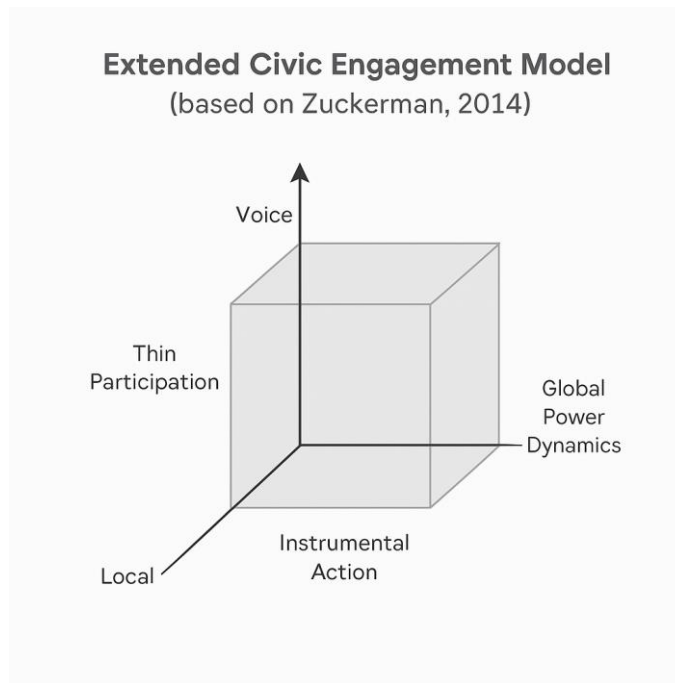 Extended Civic Engagement Model
(based on Zuckerman, 2014)
Voice
Thin
Participation
Global
Power
Dynamics
Instrumental
Action
Local